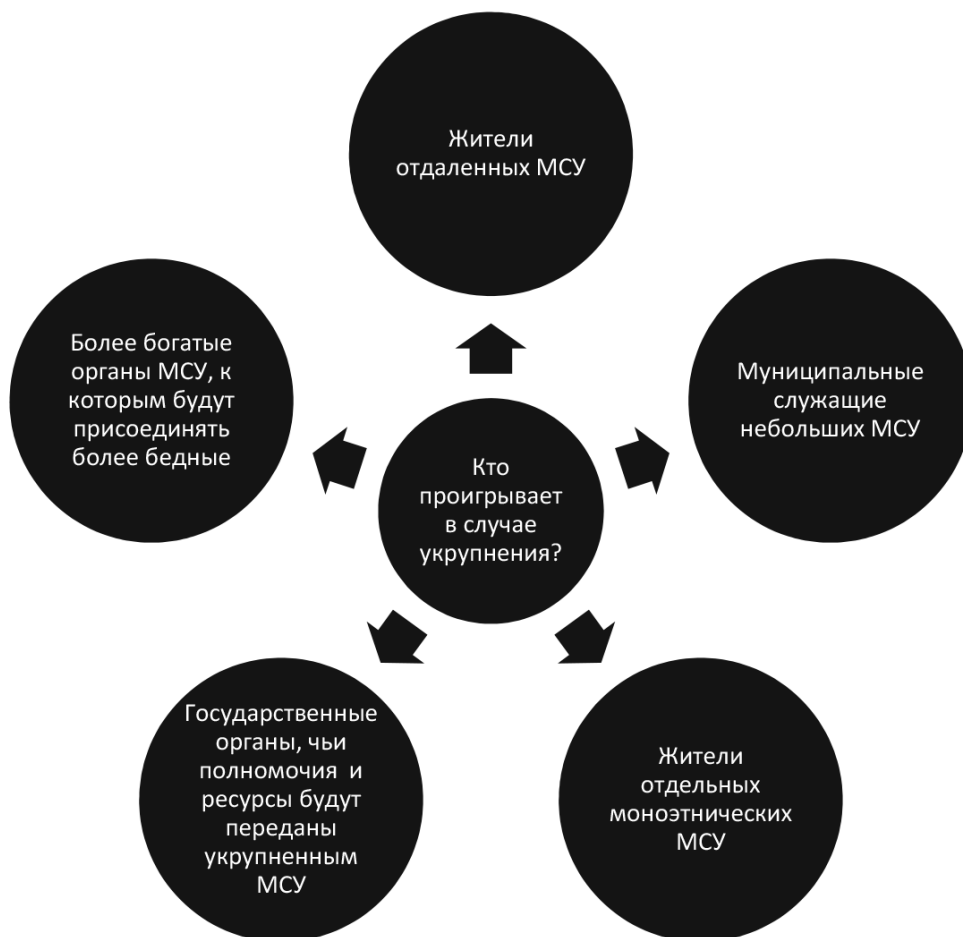 Жители
отдаленных МСУ
Более богатые
органы МСУ, к
которым будут
присоединять
более бедные
Муниципальные
служащие
небольших МСУ
Кто
проигрывает
в случае
укрупнения?
Государственные
органы, чьи
полномочия и
ресурсы будут
переданы
укрупненным
МСУ
Жители
отдельных
моноэтнических
МСУ